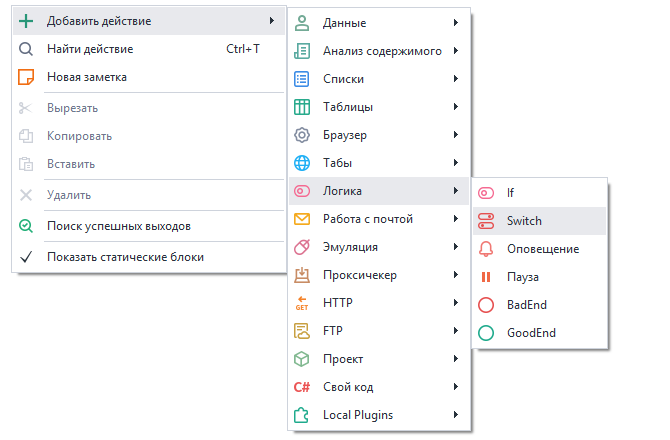 Добавить действие
Найти действие Ctrl+T
Новая заметка
Вырезать
Копировать
Вставить
Удалить
Поиск успешных выходов
Показать статические блоки
Данные
Анализ содержимого
Списки
Таблицы
Браузер
Табы
Логика
Работа с почтой
Эмуляция
Проксичекер
GET HTTP
FTP
Проект
C# Свой код
Local Plugins
If
Switch
Оповещение
Пауза
BadEnd
GoodEnd